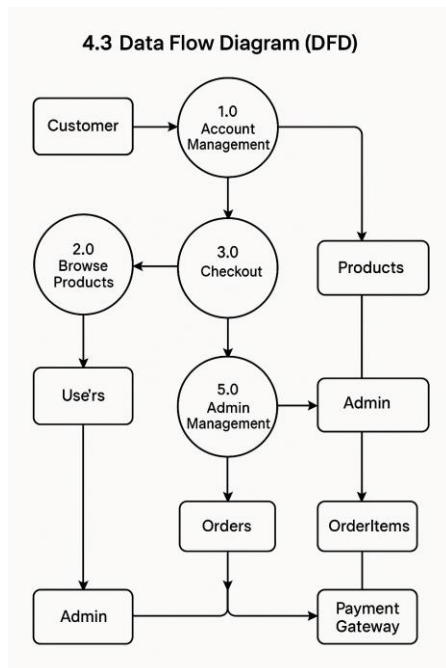 4.3 Data Flow Diagram (DFD)
Customer
1.0
Account
Management
2.0
Browse
Products
3.0
Checkout
Products
Use'rs
5.0
Admin
Management
Admin
Orders
OrderItems
Admin
Payment
Gateway